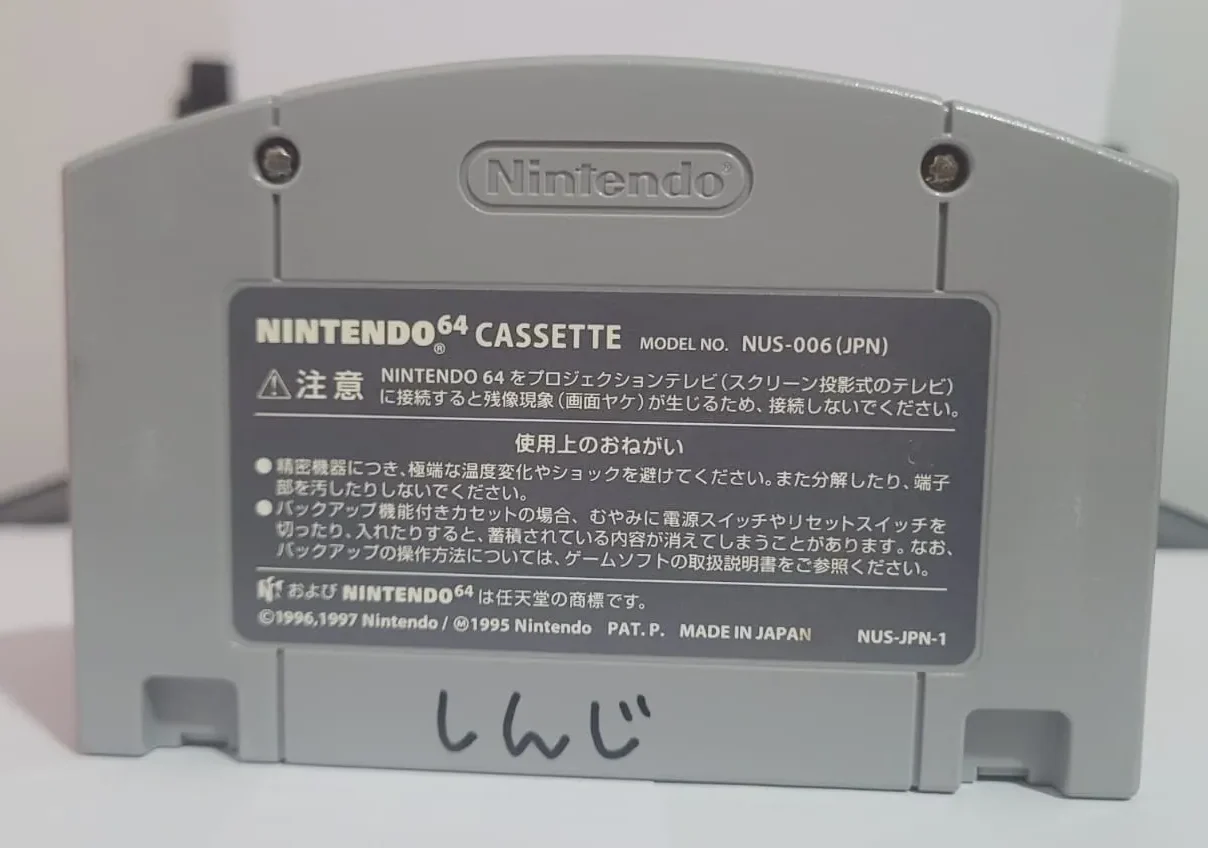 Nintendo®
NINTENDO64® CASSETTE MODEL NO. NUS-006(JPN)
注意 NINTENDO 64をプロジェクションテレビ(スクリーン投影式のテレビ)
に接続すると残像現象(画面ヤケ)が生じるため、接続しないでください。
使用上のおねがい
●精密機器につき、極端な温度変化やショックを避けてください。また分解したり、端子
部を汚したりしないでください。
●バックアップ機能付きカセットの場合、むやみに電源スイッチやリセットスイッチを
切ったり、入れたりすると、蓄積されている内容が消えてしまうことがあります。なお、
バックアップの操作方法については、ゲームソフトの取扱説明書をご参照ください。
および NINTENDO64 は任天堂の商標です。
©1996,1997 Nintendo / Ⓜ1995 Nintendo PAT. P. MADE IN JAPAN NUS-JPN-1
しんじ